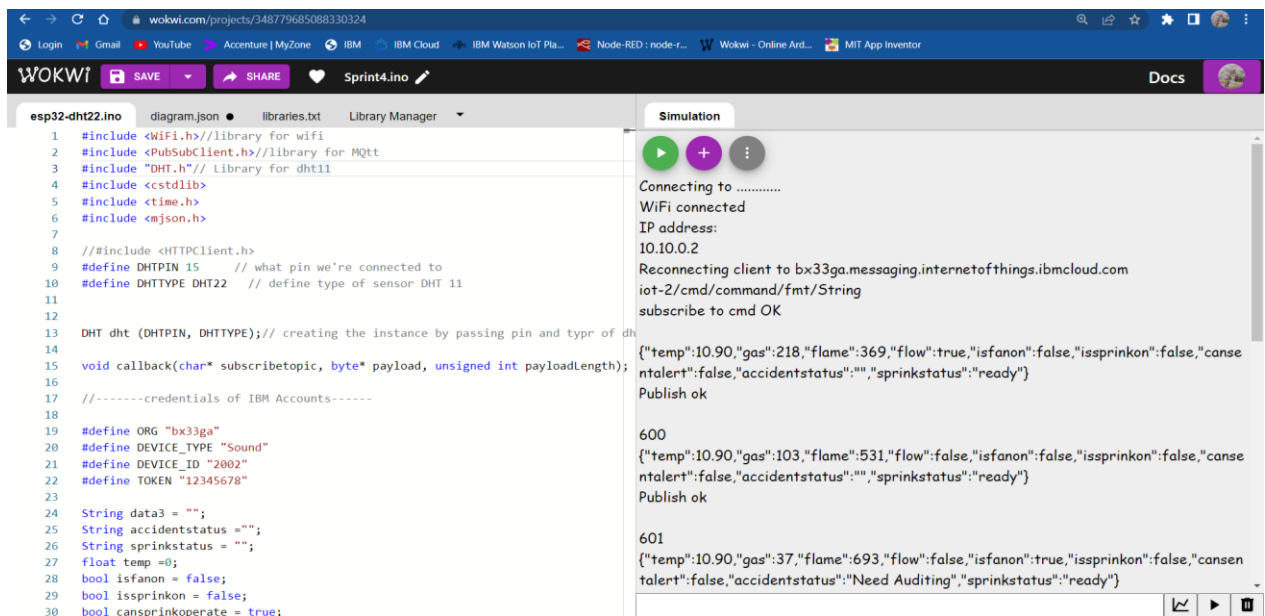 wokwi.com/projects/348779685088330324
Login Gmail YouTube Accenture | MyZone IBM IBM Cloud IBM Watson IoT Pla... Node-RED : node-r... Wokwi - Online Ard... MIT App Inventor
WOKWI SAVE SHARE Sprint4.ino Docs
esp32-dht22.ino diagram.json libraries.txt Library Manager
1 #include <WiFi.h>//library for wifi
2 #include <PubSubClient.h>//library for MQtt
3 #include "DHT.h"// Library for dht11
4 #include <cstdlib>
5 #include <time.h>
6 #include <mjson.h>
7
8 //#include <HTTPClient.h>
9 #define DHTPIN 15 // what pin we're connected to
10 #define DHTTYPE DHT22 // define type of sensor DHT 11
11
12
13 DHT dht (DHTPIN, DHTTYPE);// creating the instance by passing pin and typr of dh
14
15 void callback(char* subscribetopic, byte* payload, unsigned int payloadLength);
16
17 //-------credentials of IBM Accounts------
18
19 #define ORG "bx33ga"
20 #define DEVICE_TYPE "Sound"
21 #define DEVICE_ID "2002"
22 #define TOKEN "12345678"
23
24 String data3 = "";
25 String accidentstatus ="";
26 String sprinkstatus = "";
27 float temp =0;
28 bool isfanon = false;
29 bool issprinkon = false;
30 bool cansprinkoperate = true;
Simulation
Connecting to ............
WiFi connected
IP address:
10.10.0.2
Reconnecting client to bx33ga.messaging.internetofthings.ibmcloud.com
iot-2/cmd/command/fmt/String
subscribe to cmd OK
{"temp":10.90,"gas":218,"flame":369,"flow":true,"isfanon":false,"issprinkon":false,"canse
ntalert":false,"accidentstatus":"","sprinkstatus":"ready"}
Publish ok
600
{"temp":10.90,"gas":103,"flame":531,"flow":false,"isfanon":false,"issprinkon":false,"canse
ntalert":false,"accidentstatus":"","sprinkstatus":"ready"}
Publish ok
601
{"temp":10.90,"gas":37,"flame":693,"flow":false,"isfanon":true,"issprinkon":false,"cansen
talert":false,"accidentstatus":"Need Auditing","sprinkstatus":"ready"}